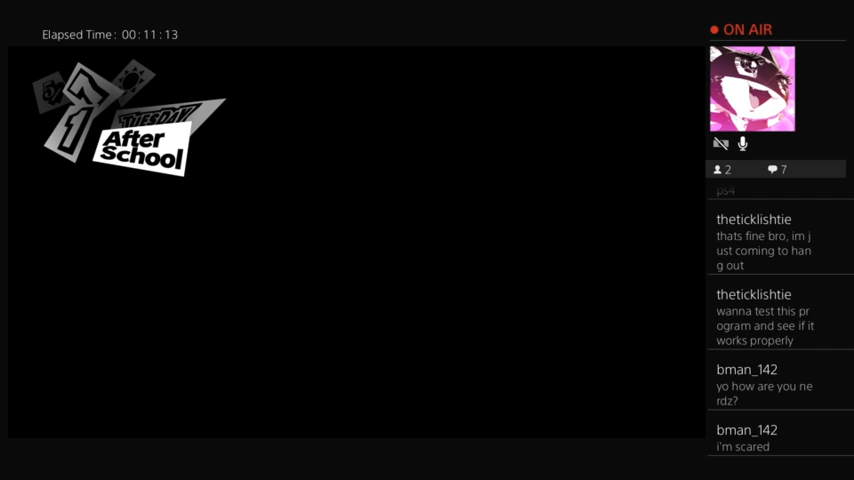 Elapsed Time: 00:11:13
ON AIR
5/
17
TUESDAY
After
School
2
7
ps4
theticklishtie
thats fine bro, im j
ust coming to han
g out
theticklishtie
wanna test this pr
ogram and see if it
works properly
bman_142
yo how are you ne
rdz?
bman_142
i'm scared